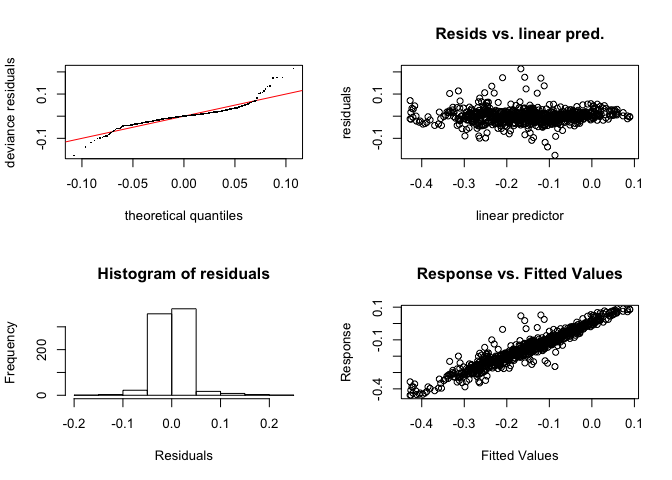 deviance residuals
-0.1 0.1
-0.10 -0.05 0.00 0.05 0.10
theoretical quantiles
Resids vs. linear pred.
residuals
-0.1 0.1
-0.4 -0.3 -0.2 -0.1 0.0 0.1
linear predictor
Histogram of residuals
Frequency
0 200
-0.2 -0.1 0.0 0.1 0.2
Residuals
Response vs. Fitted Values
Response
-0.4 -0.1 0.1
-0.4 -0.3 -0.2 -0.1 0.0 0.1
Fitted Values